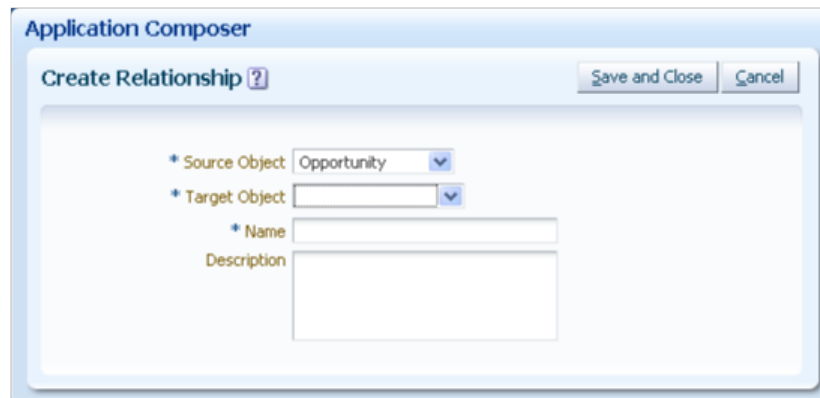 Application Composer
Create Relationship ? Save and Close Cancel
* Source Object Opportunity
* Target Object
* Name
Description